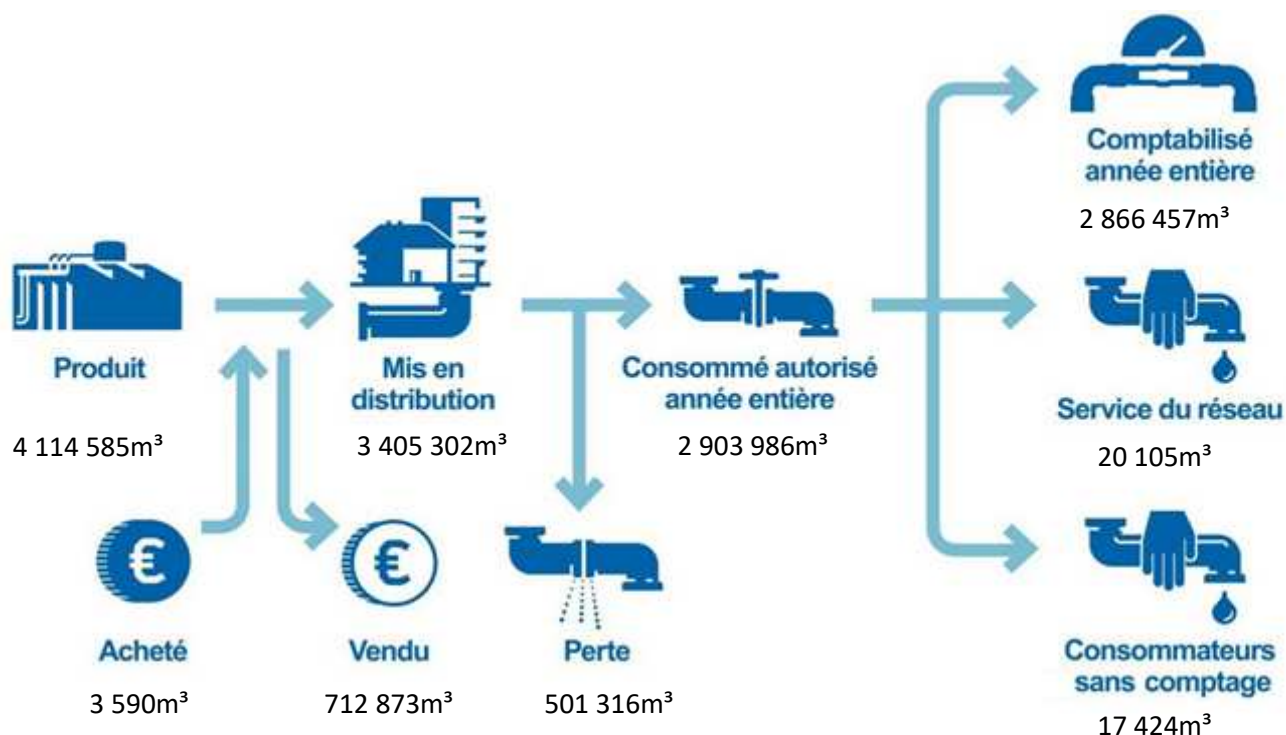 Comptabilisé
année entière
2 866 457m³
Produit
4 114 585m³
Mis en
distribution
3 405 302m³
Consommé autorisé
année entière
2 903 986m³
Service du réseau
20 105m³
€
Acheté
3 590m³
€
Vendu
712 873m³
Perte
501 316m³
Consommateurs
sans comptage
17 424m³